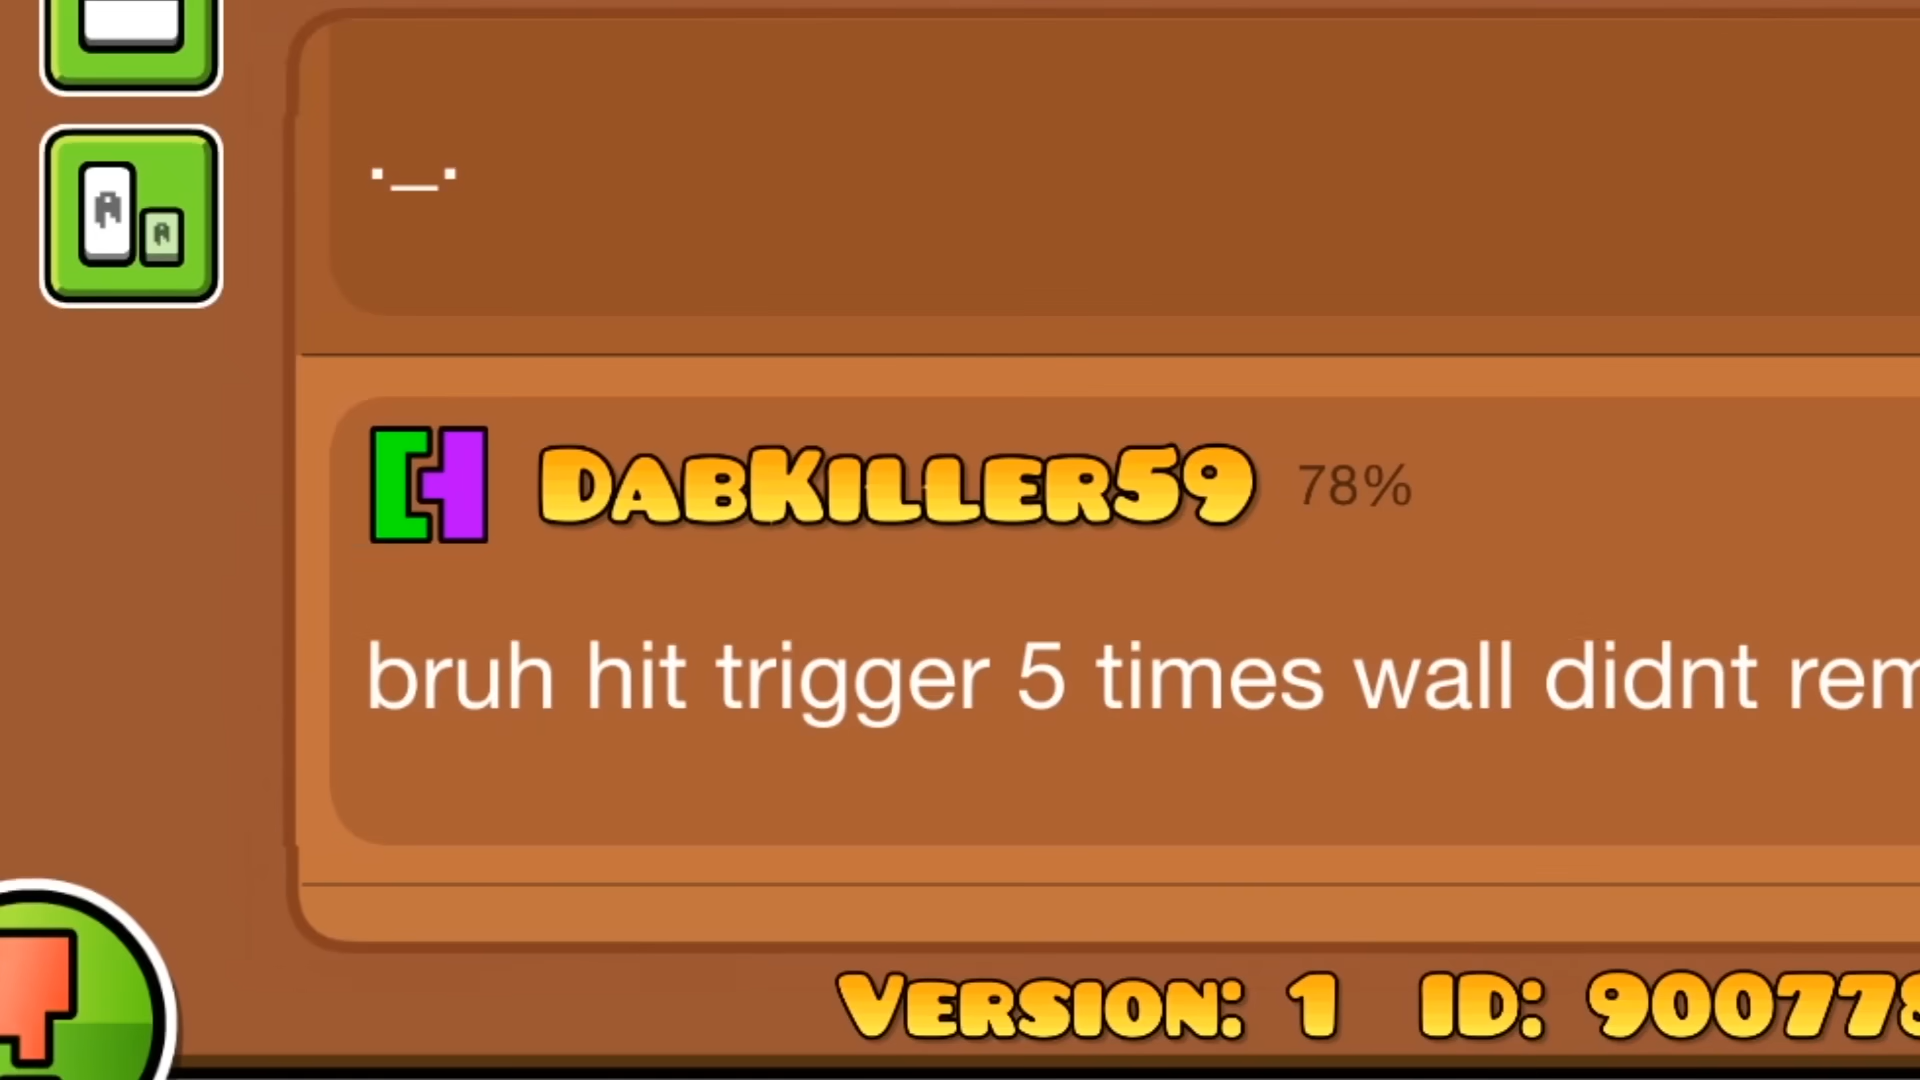 ._.
DabKiller59 78%
bruh hit trigger 5 times wall didnt
Version: 1 ID: